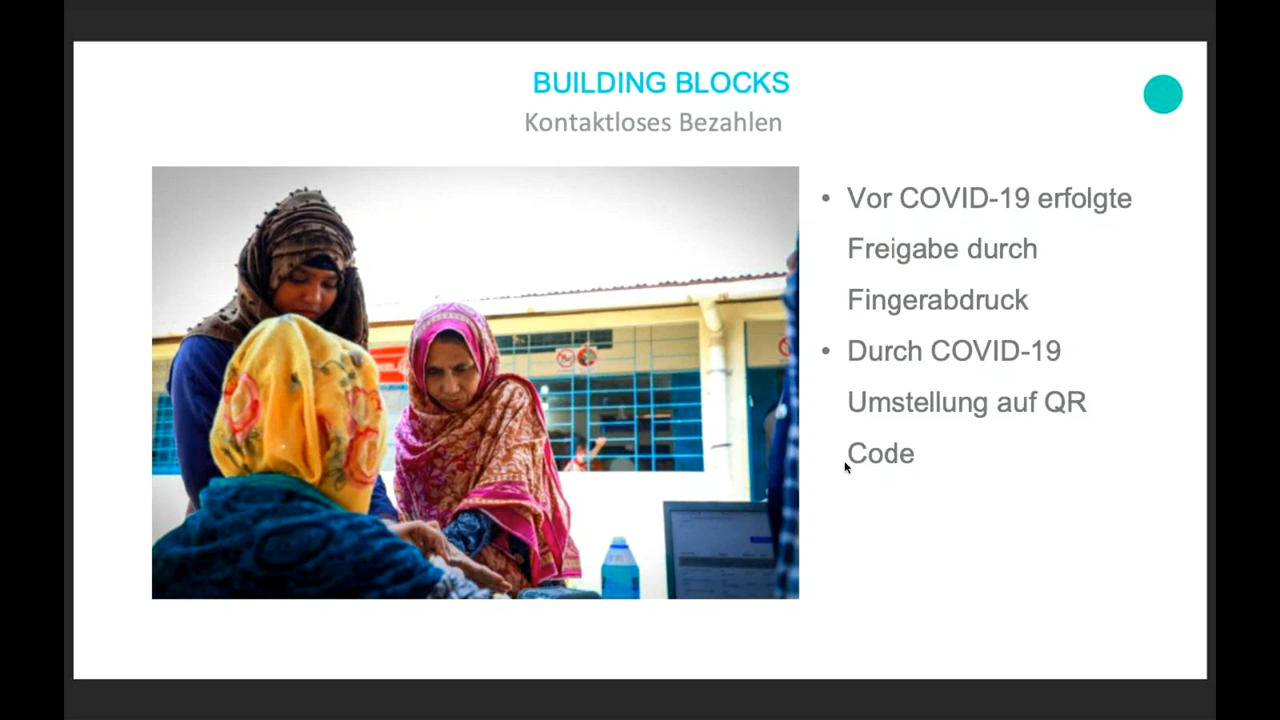 BUILDING BLOCKS
Kontaktloses Bezahlen
• Vor COVID-19 erfolgte
Freigabe durch
Fingerabdruck
• Durch COVID-19
Umstellung auf QR
Code